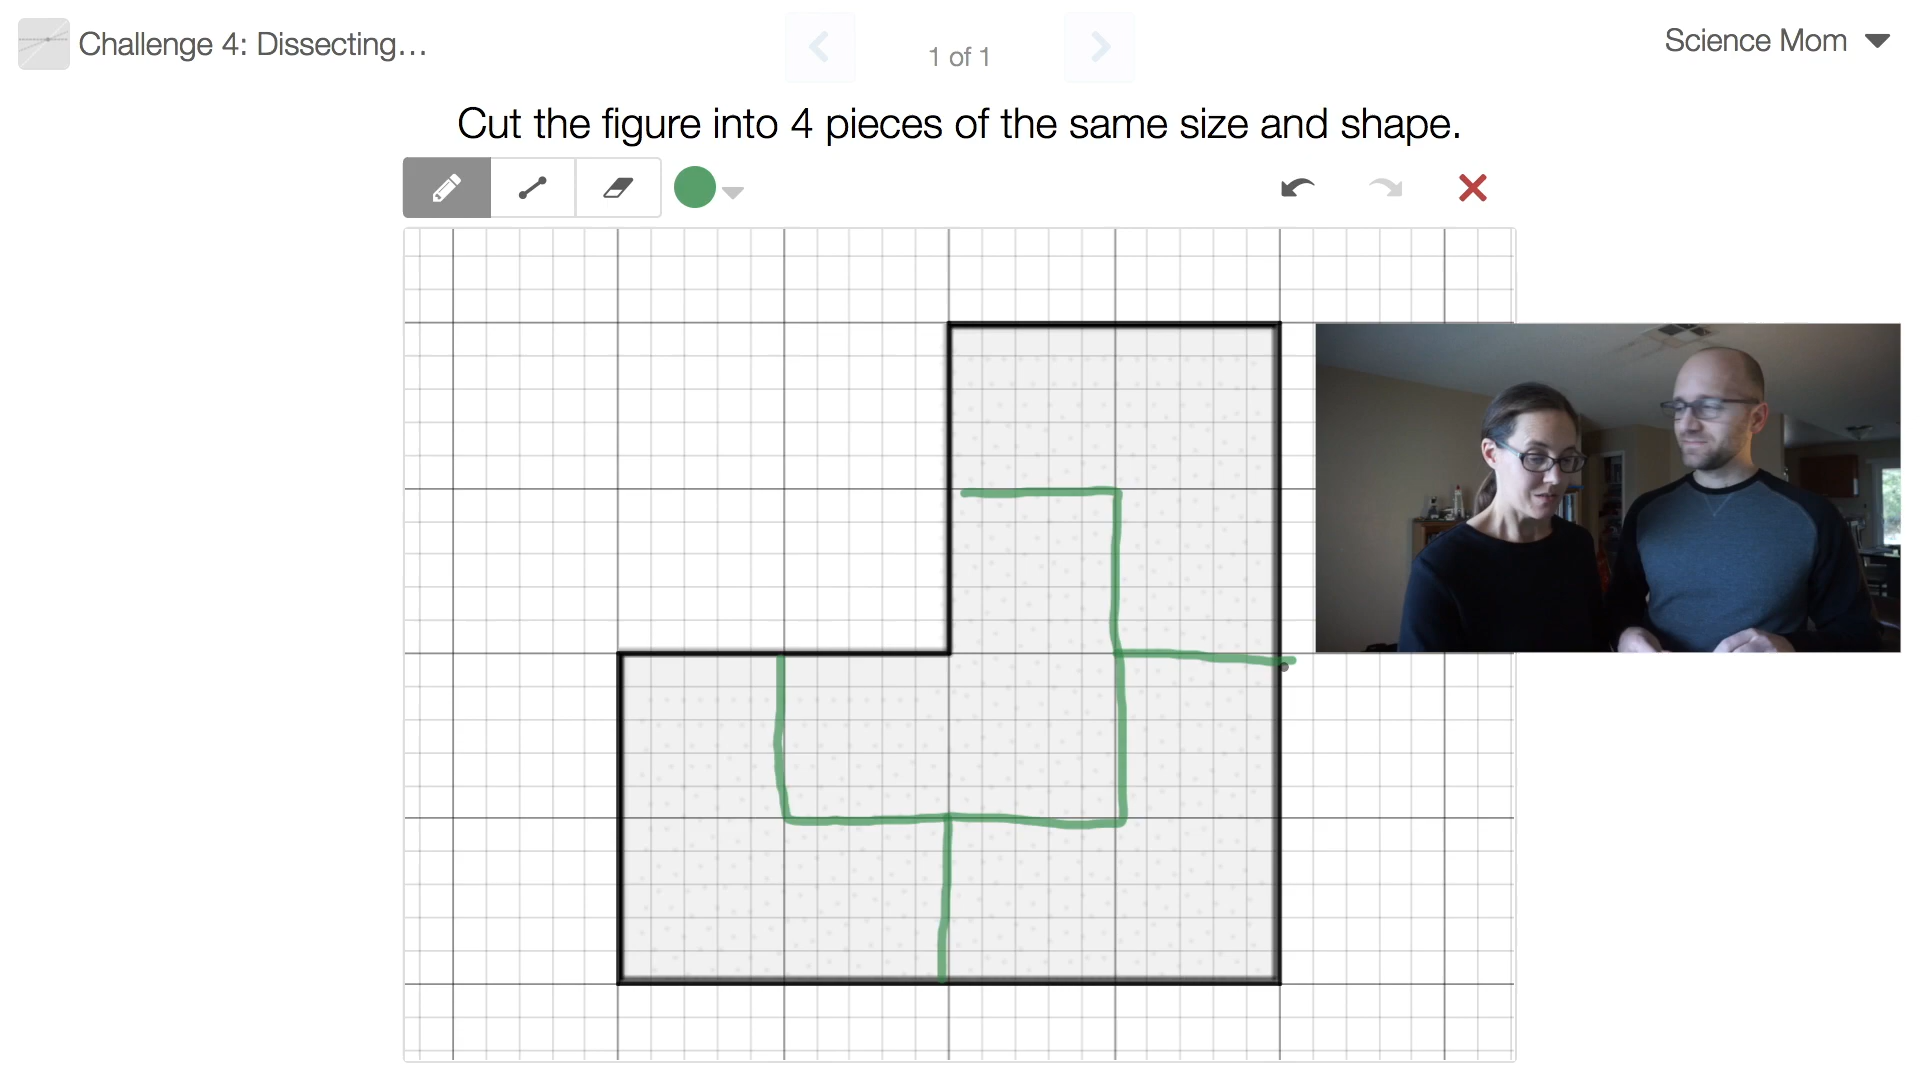 Challenge 4: Dissecting...
1 of 1
Science Mom
Cut the figure into 4 pieces of the same size and shape.